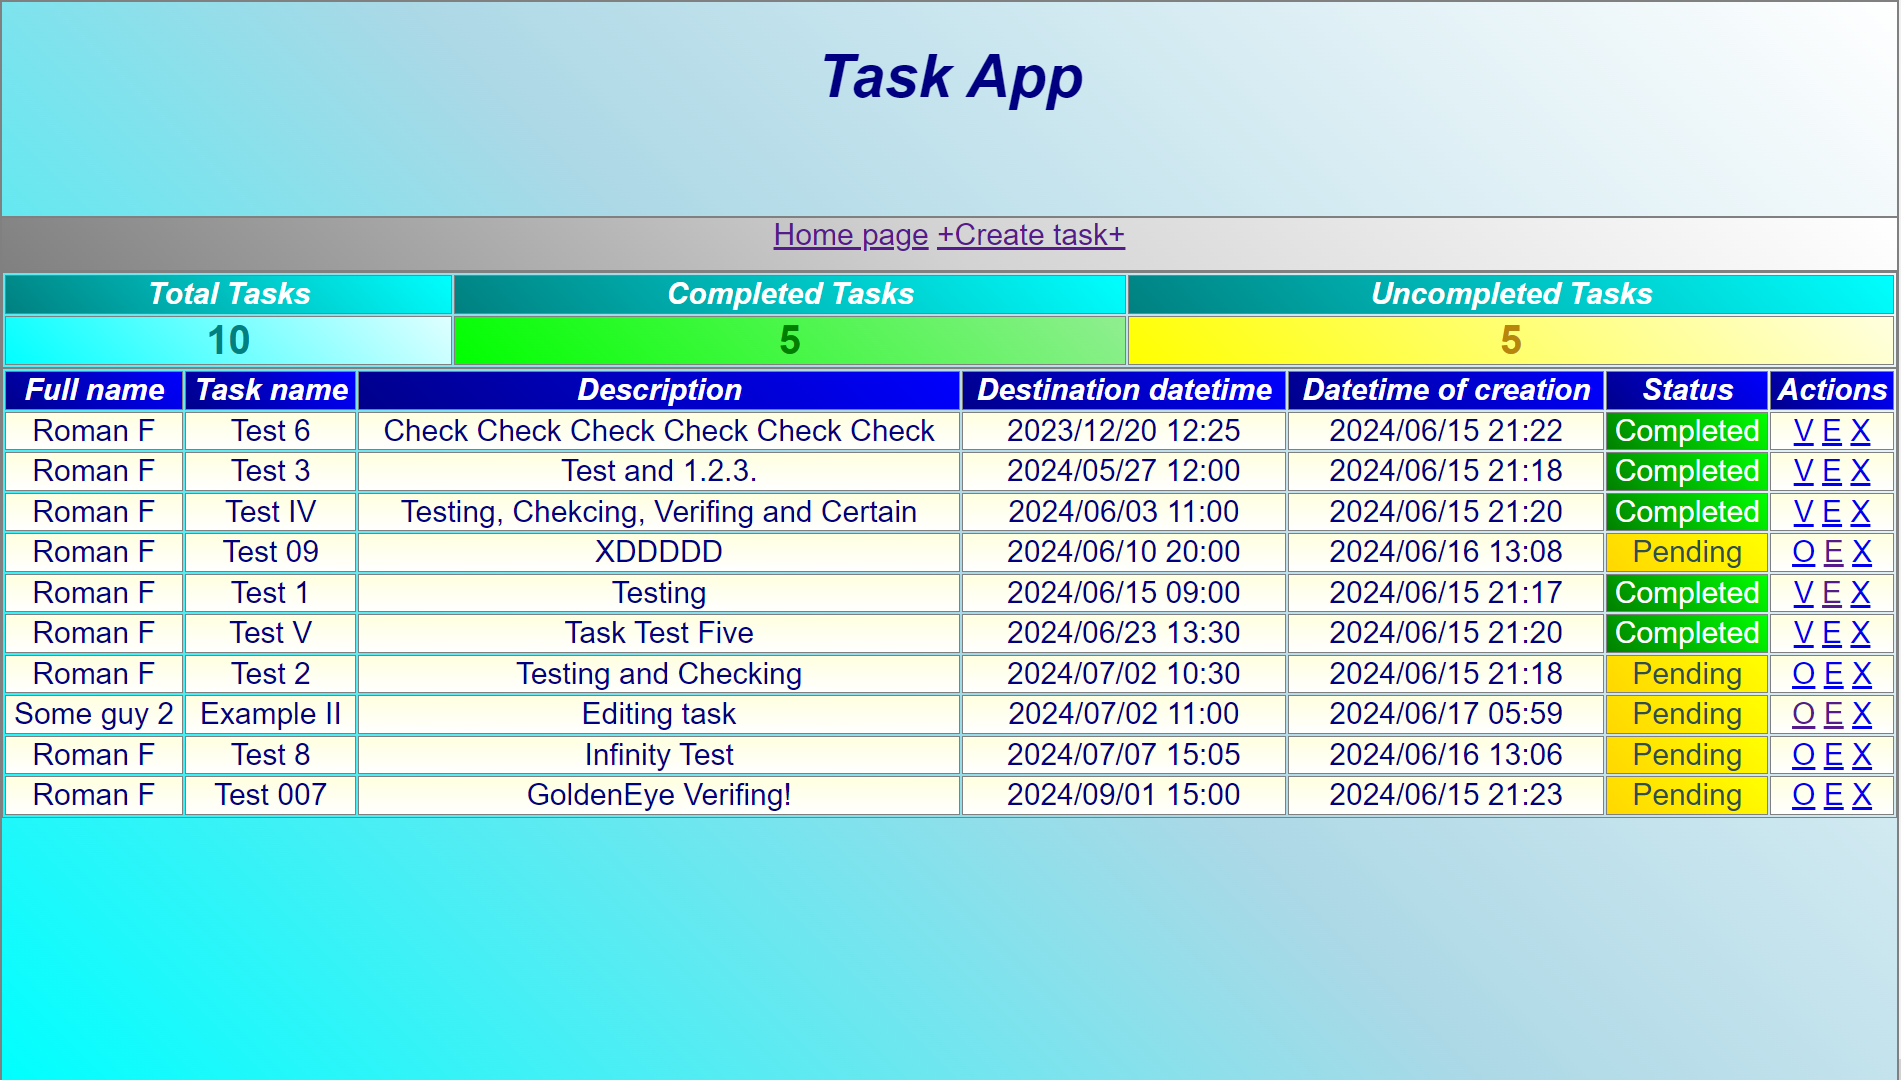 Task App
Home page +Create task+
Total Tasks Completed Tasks Uncompleted Tasks
10 5 5
Full name Task name Description Destination datetime Datetime of creation Status Actions
Roman F Test 6 Check Check Check Check Check Check 2023/12/20 12:25 2024/06/15 21:22 Completed V E X
Roman F Test 3 Test and 1.2.3. 2024/05/27 12:00 2024/06/15 21:18 Completed V E X
Roman F Test IV Testing, Chekcing, Verifing and Certain 2024/06/03 11:00 2024/06/15 21:20 Completed V E X
Roman F Test 09 XDDDDD 2024/06/10 20:00 2024/06/16 13:08 Pending O E X
Roman F Test 1 Testing 2024/06/15 09:00 2024/06/15 21:17 Completed V E X
Roman F Test V Task Test Five 2024/06/23 13:30 2024/06/15 21:20 Completed V E X
Roman F Test 2 Testing and Checking 2024/07/02 10:30 2024/06/15 21:18 Pending O E X
Some guy 2 Example II Editing task 2024/07/02 11:00 2024/06/17 05:59 Pending O E X
Roman F Test 8 Infinity Test 2024/07/07 15:05 2024/06/16 13:06 Pending O E X
Roman F Test 007 GoldenEye Verifing! 2024/09/01 15:00 2024/06/15 21:23 Pending O E X